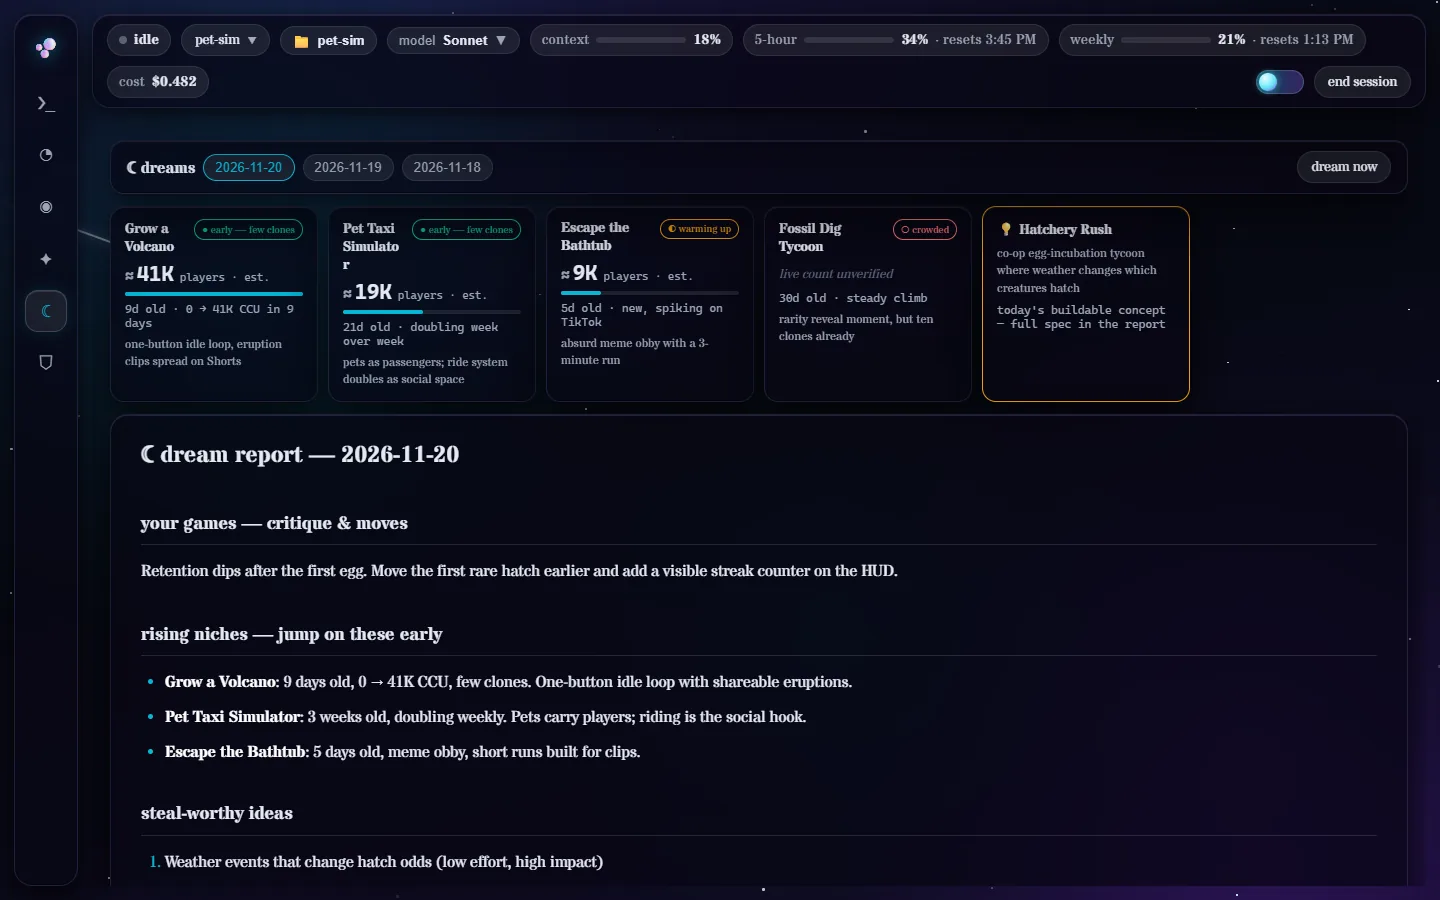 idle
pet-sim ▼
pet-sim
model Sonnet ▼
context 18%
5-hour 34% · resets 3:45 PM
weekly 21% · resets 1:13 PM
cost $0.482
end session
❯_
☾ dreams
2026-11-20
2026-11-19
2026-11-18
dream now
Grow a
Volcano
● early — few clones
≈ 41K players · est.
9d old · 0 → 41K CCU in 9
days
one-button idle loop, eruption
clips spread on Shorts
Pet Taxi
Simulato
r
● early — few clones
≈ 19K players · est.
21d old · doubling week
over week
pets as passengers; ride system
doubles as social space
Escape the
Bathtub
◐ warming up
≈ 9K players · est.
5d old · new, spiking on
TikTok
absurd meme obby with a 3-
minute run
Fossil Dig
Tycoon
○ crowded
live count unverified
30d old · steady climb
rarity reveal moment, but ten
clones already
💡 Hatchery Rush
co-op egg-incubation tycoon
where weather changes which
creatures hatch
today's buildable concept
— full spec in the report
☾ dream report — 2026-11-20
your games — critique & moves
Retention dips after the first egg. Move the first rare hatch earlier and add a visible streak counter on the HUD.
rising niches — jump on these early
• Grow a Volcano: 9 days old, 0 → 41K CCU, few clones. One-button idle loop with shareable eruptions.
• Pet Taxi Simulator: 3 weeks old, doubling weekly. Pets carry players; riding is the social hook.
• Escape the Bathtub: 5 days old, meme obby, short runs built for clips.
steal-worthy ideas
1. Weather events that change hatch odds (low effort, high impact)